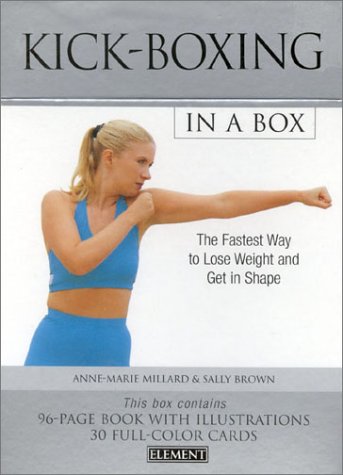 KICK-BOXING
IN A BOX
The Fastest Way
to Lose Weight and
Get in Shape
ANNE-MARIE MILLARD & SALLY BROWN
This box contains
96-PAGE BOOK WITH ILLUSTRATIONS
30 FULL-COLOR CARDS
ELEMENT